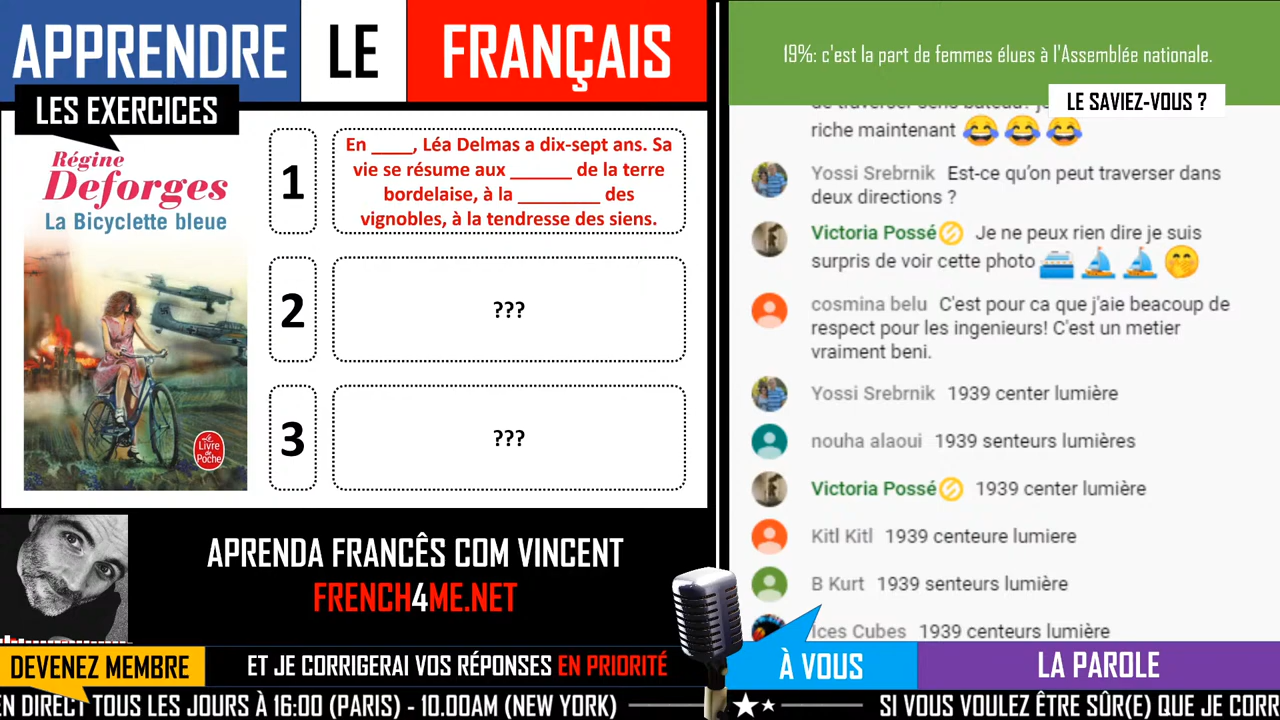 APPRENDRE LE FRANÇAIS
LES EXERCICES
Régine
Deforges
La Bicyclette bleue
Le
Livre
de
Poche
1
En ____, Léa Delmas a dix-sept ans. Sa
vie se résume aux ______ de la terre
bordelaise, à la ________ des
vignobles, à la tendresse des siens.
2
???
3
???
APRENDA FRANCÊS COM VINCENT
FRENCH4ME.NET
DEVENEZ MEMBRE
ET JE CORRIGERAI VOS RÉPONSES EN PRIORITÉ
19%: c'est la part de femmes élues à l'Assemblée nationale.
LE SAVIEZ-VOUS ?
de traverser sans bateau!
riche maintenant 😂😂😂
Yossi Srebrnik Est-ce qu’on peut traverser dans
deux directions ?
Victoria Possé Je ne peux rien dire je suis
surpris de voir cette photo 🚢⛵⛵🤭
cosmina belu C'est pour ca que j'aie beacoup de
respect pour les ingenieurs! C'est un metier
vraiment beni.
Yossi Srebrnik 1939 center lumière
nouha alaoui 1939 senteurs lumières
Victoria Possé 1939 center lumière
Kitl Kitl 1939 centeure lumiere
B Kurt 1939 senteurs lumière
Ices Cubes 1939 centeurs lumière
À VOUS
LA PAROLE
EN DIRECT TOUS LES JOURS À 16:00 (PARIS) - 10.00AM (NEW YORK) SI VOUS VOULEZ ÊTRE SÛR(E) QUE JE CORR